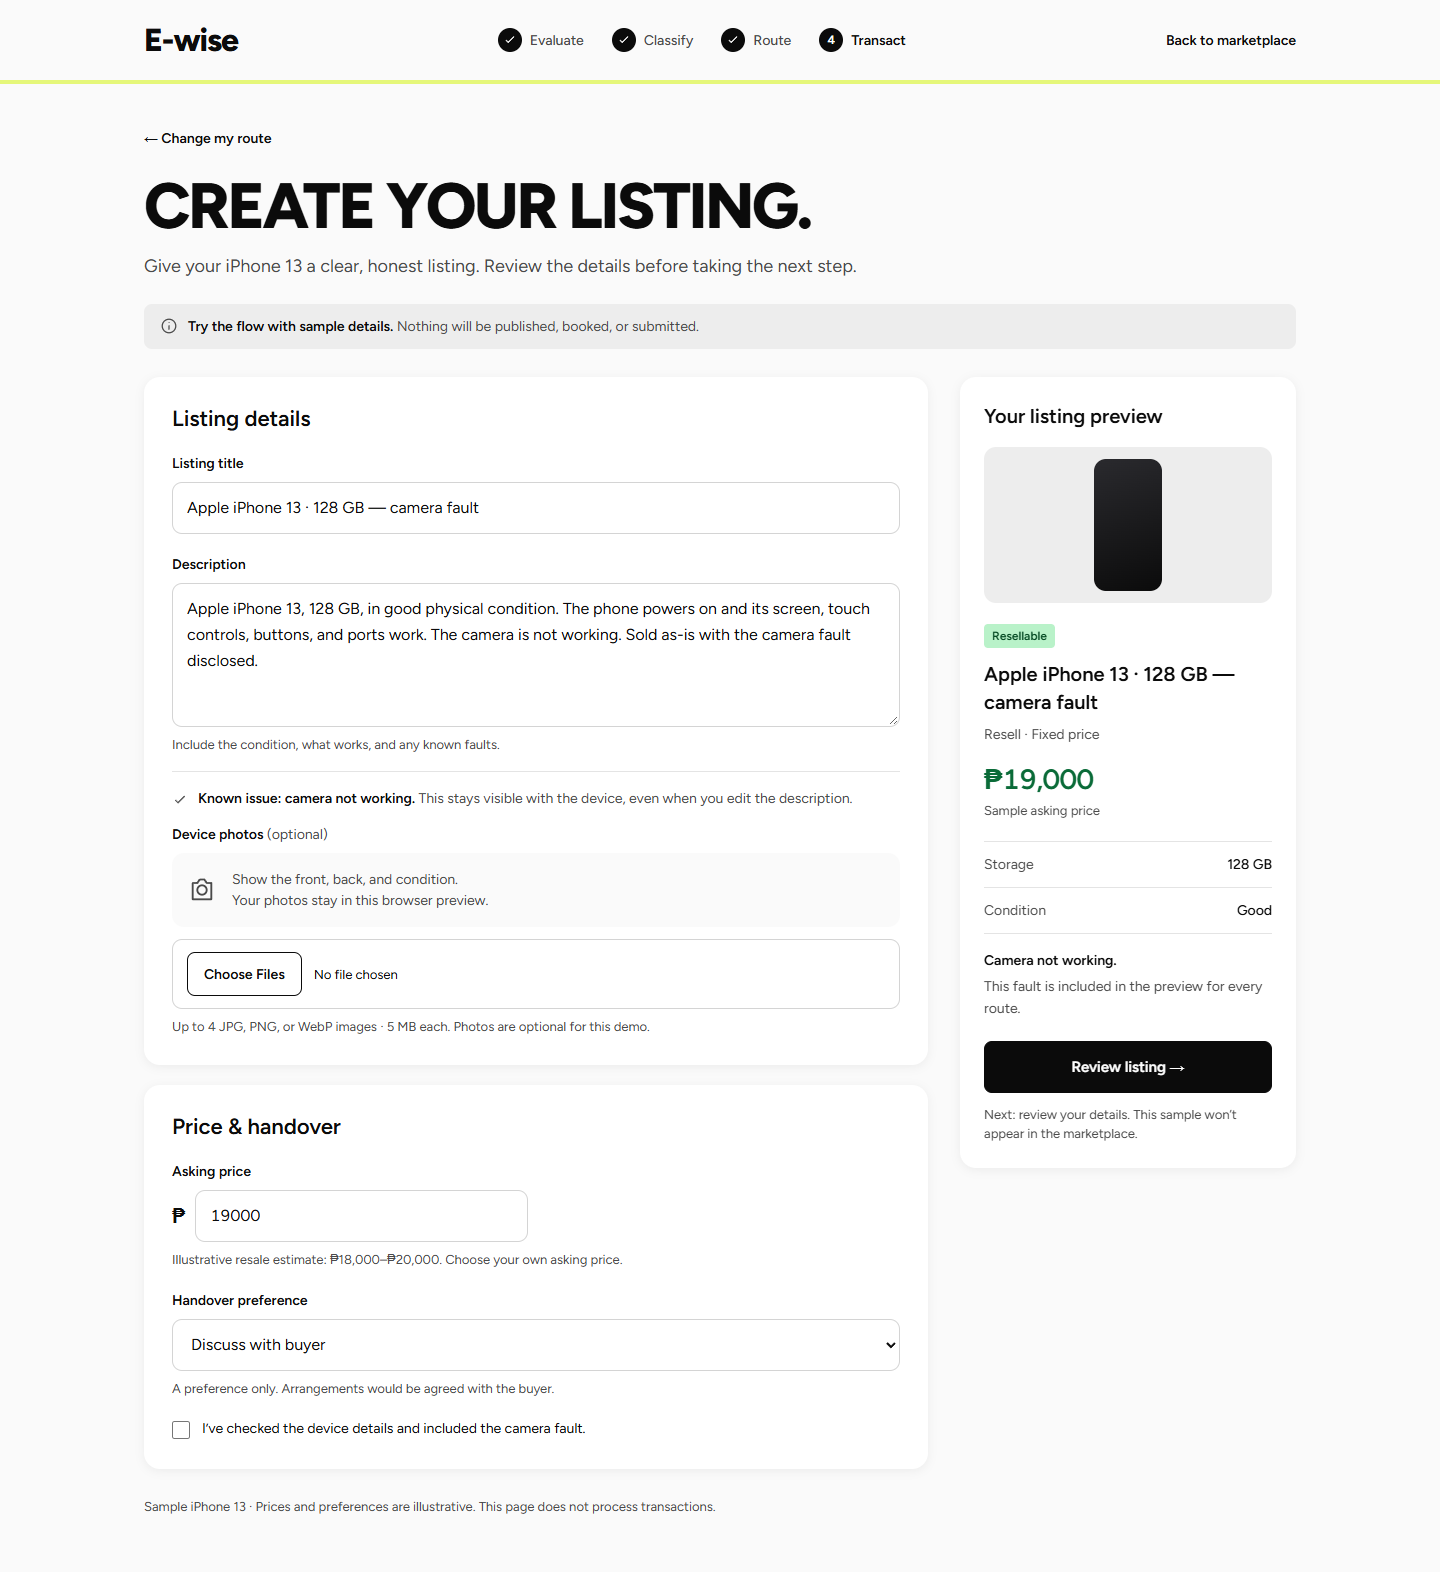 E-wise
Evaluate
Classify
Route
4 Transact
Back to marketplace
← Change my route
CREATE YOUR LISTING.
Give your iPhone 13 a clear, honest listing. Review the details before taking the next step.
Try the flow with sample details. Nothing will be published, booked, or submitted.
Listing details
Listing title
Apple iPhone 13 · 128 GB — camera fault
Description
Apple iPhone 13, 128 GB, in good physical condition. The phone powers on and its screen, touch
controls, buttons, and ports work. The camera is not working. Sold as-is with the camera fault
disclosed.
Include the condition, what works, and any known faults.
Known issue: camera not working. This stays visible with the device, even when you edit the description.
Device photos (optional)
Show the front, back, and condition.
Your photos stay in this browser preview.
Choose Files No file chosen
Up to 4 JPG, PNG, or WebP images · 5 MB each. Photos are optional for this demo.
Price & handover
Asking price
₱ 19000
Illustrative resale estimate: ₱18,000–₱20,000. Choose your own asking price.
Handover preference
Discuss with buyer
A preference only. Arrangements would be agreed with the buyer.
I've checked the device details and included the camera fault.
Your listing preview
Resellable
Apple iPhone 13 · 128 GB —
camera fault
Resell · Fixed price
₱19,000
Sample asking price
Storage 128 GB
Condition Good
Camera not working.
This fault is included in the preview for every
route.
Review listing →
Next: review your details. This sample won't
appear in the marketplace.
Sample iPhone 13 · Prices and preferences are illustrative. This page does not process transactions.